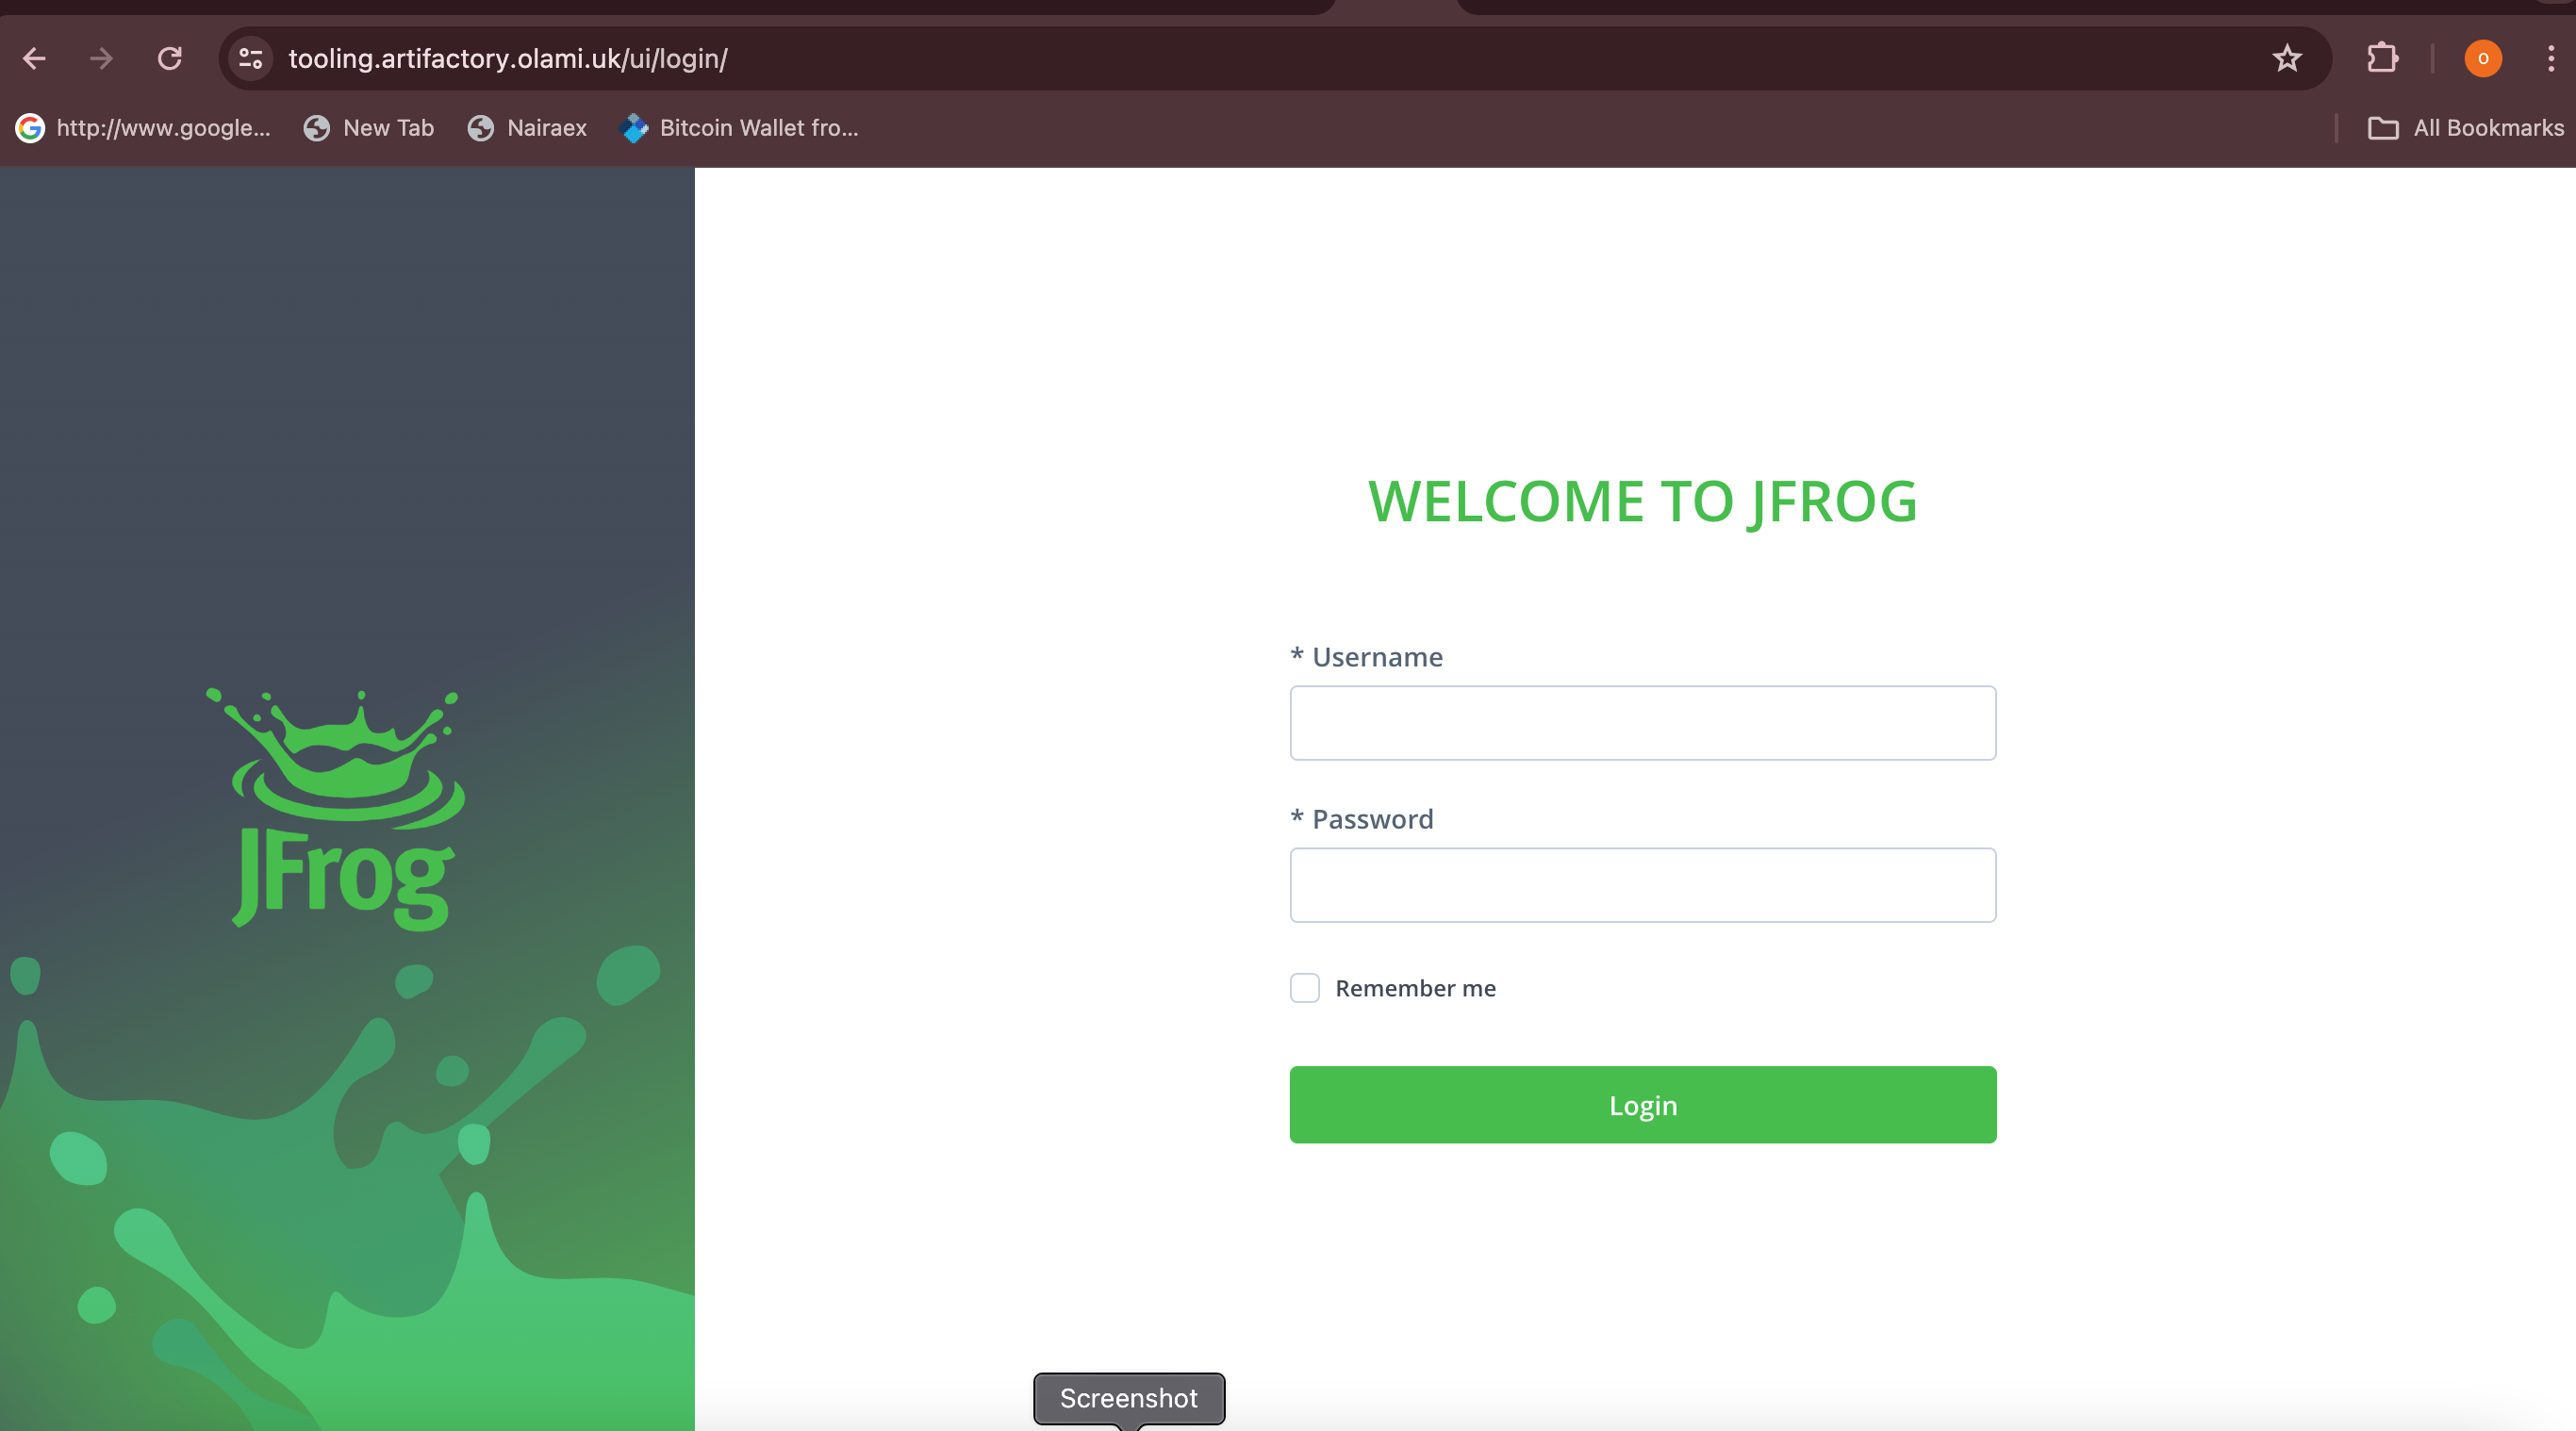 tooling.artifactory.olami.uk/ui/login/
O
http://www.google...
New Tab
Nairaex
Bitcoin Wallet fro...
All Bookmarks
JFrog
WELCOME TO JFROG
* Username
* Password
Remember me
Login
Screenshot